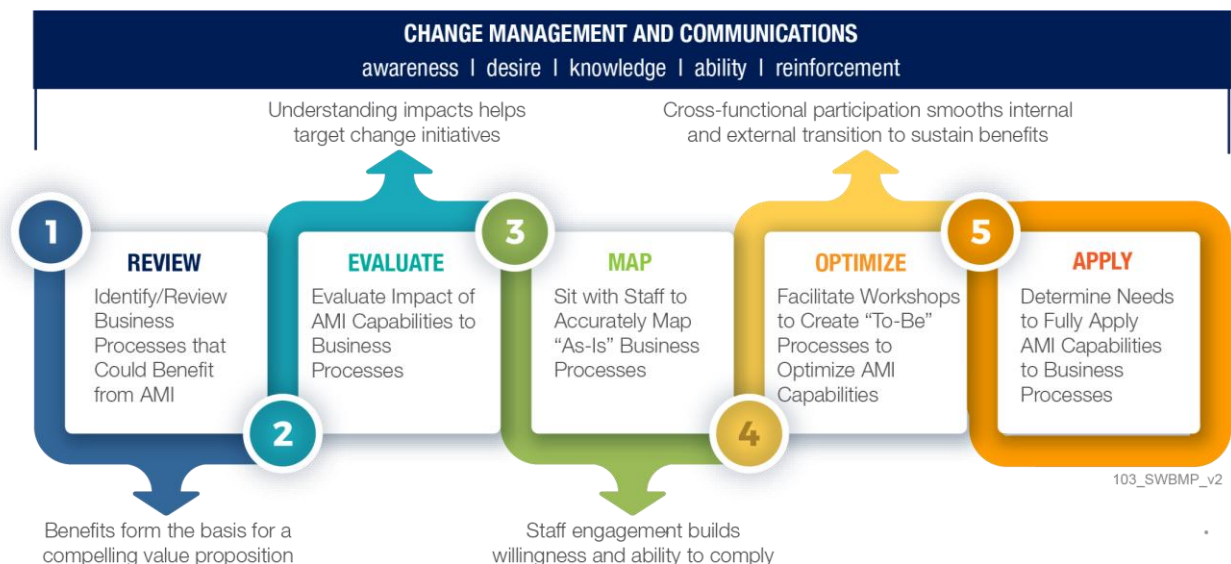 CHANGE MANAGEMENT AND COMMUNICATIONS
awareness | desire | knowledge | ability | reinforcement
Understanding impacts helps
target change initiatives
Cross-functional participation smooths internal
and external transition to sustain benefits
1
REVIEW
Identify/Review
Business
Processes that
Could Benefit
from AMI
2
EVALUATE
Evaluate Impact of
AMI Capabilities to
Business
Processes
3
MAP
Sit with Staff to
Accurately Map
“As-Is” Business
Processes
4
OPTIMIZE
Facilitate Workshops
to Create “To-Be”
Processes to
Optimize AMI
Capabilities
5
APPLY
Determine Needs
to Fully Apply
AMI Capabilities
to Business
Processes
103_SWBMP_v2
Benefits form the basis for a
compelling value proposition
Staff engagement builds
willingness and ability to comply